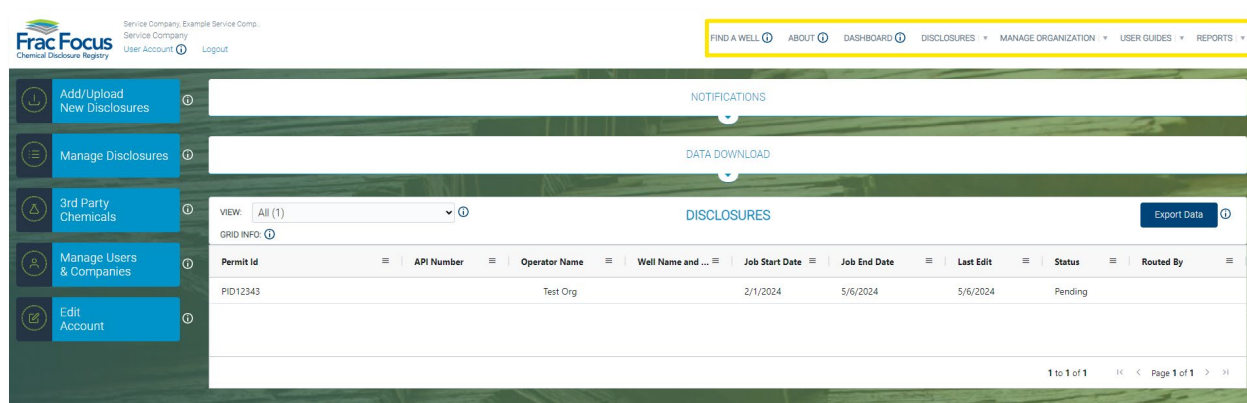 Frac Focus
Chemical Disclosure Registry
Service Company, Example Service Comp..
Service Company
User Account Logout
FIND A WELL ABOUT DASHBOARD DISCLOSURES MANAGE ORGANIZATION USER GUIDES REPORTS
Add/Upload
New Disclosures
Manage Disclosures
3rd Party
Chemicals
Manage Users
& Companies
Edit
Account
NOTIFICATIONS
DATA DOWNLOAD
VIEW: All (1) DISCLOSURES Export Data
GRID INFO:
Permit Id API Number Operator Name Well Name and ... Job Start Date Job End Date Last Edit Status Routed By
PID12343 Test Org 2/1/2024 5/6/2024 5/6/2024 Pending
1 to 1 of 1 Page 1 of 1